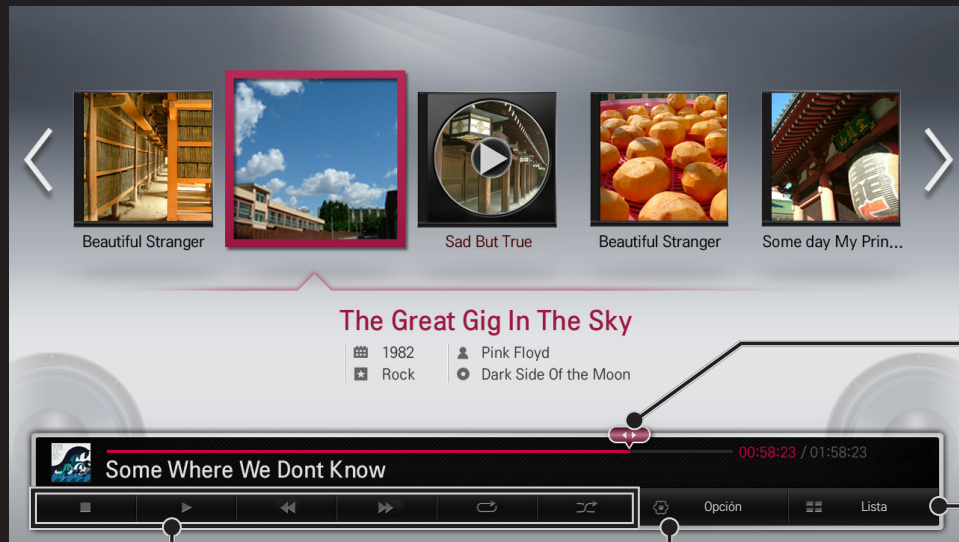 Beautiful Stranger
Sad But True
Beautiful Stranger
Some day My Prin...
The Great Gig In The Sky
1982
Pink Floyd
Rock
Dark Side Of the Moon
00:58:23 / 01:58:23
Some Where We Dont Know
Opción
Lista